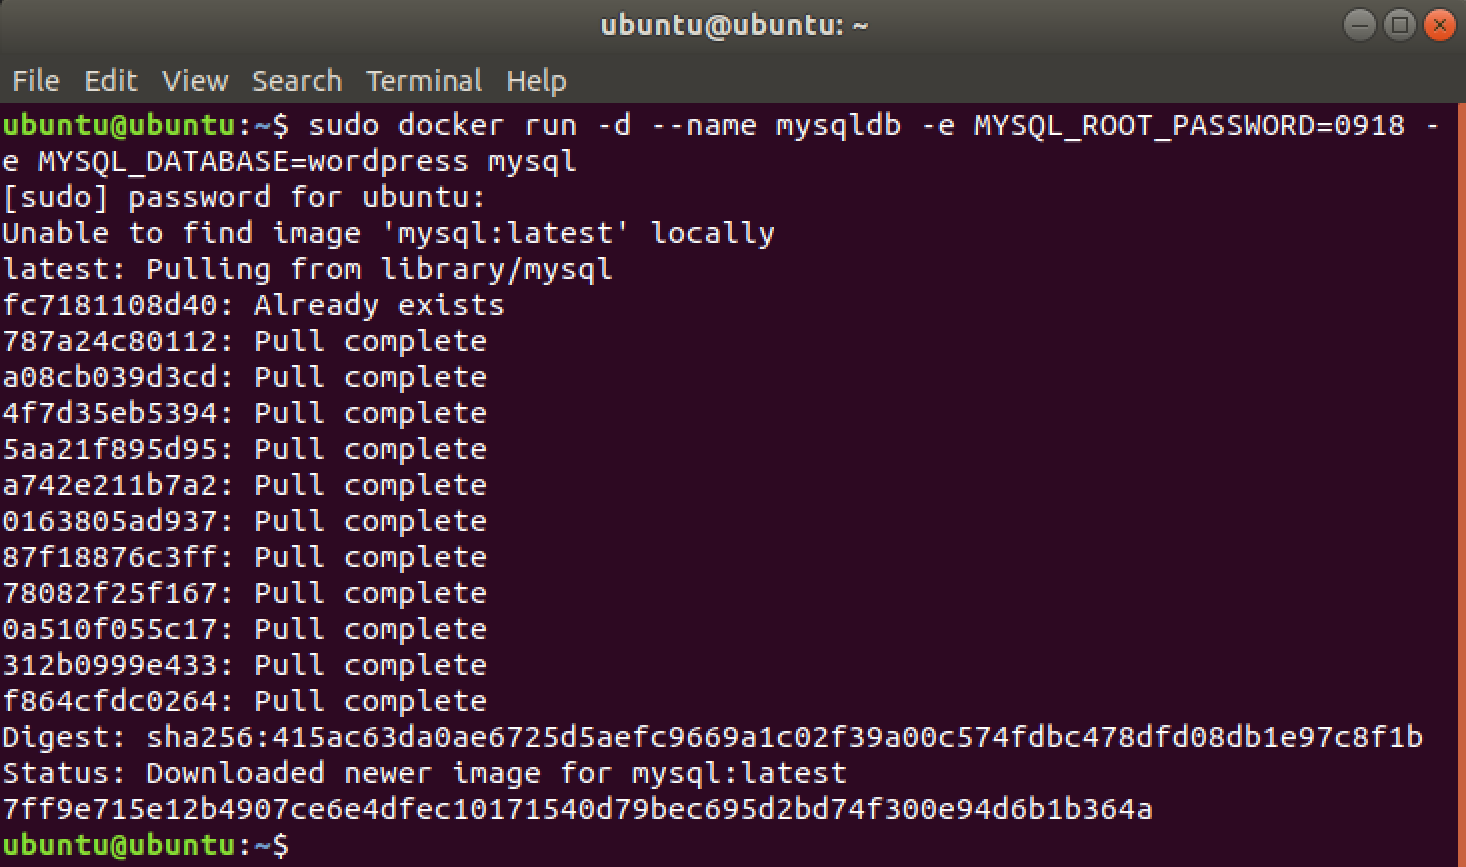 ubuntu@ubuntu: ~
File Edit View Search Terminal Help
ubuntu@ubuntu:~$ sudo docker run -d --name mysqldb -e MYSQL_ROOT_PASSWORD=0918 -
e MYSQL_DATABASE=wordpress mysql
[sudo] password for ubuntu:
Unable to find image 'mysql:latest' locally
latest: Pulling from library/mysql
fc7181108d40: Already exists
787a24c80112: Pull complete
a08cb039d3cd: Pull complete
4f7d35eb5394: Pull complete
5aa21f895d95: Pull complete
a742e211b7a2: Pull complete
0163805ad937: Pull complete
87f18876c3ff: Pull complete
78082f25f167: Pull complete
0a510f055c17: Pull complete
312b0999e433: Pull complete
f864cfdc0264: Pull complete
Digest: sha256:415ac63da0ae6725d5aefc9669a1c02f39a00c574fdbc478dfd08db1e97c8f1b
Status: Downloaded newer image for mysql:latest
7ff9e715e12b4907ce6e4dfec10171540d79bec695d2bd74f300e94d6b1b364a
ubuntu@ubuntu:~$